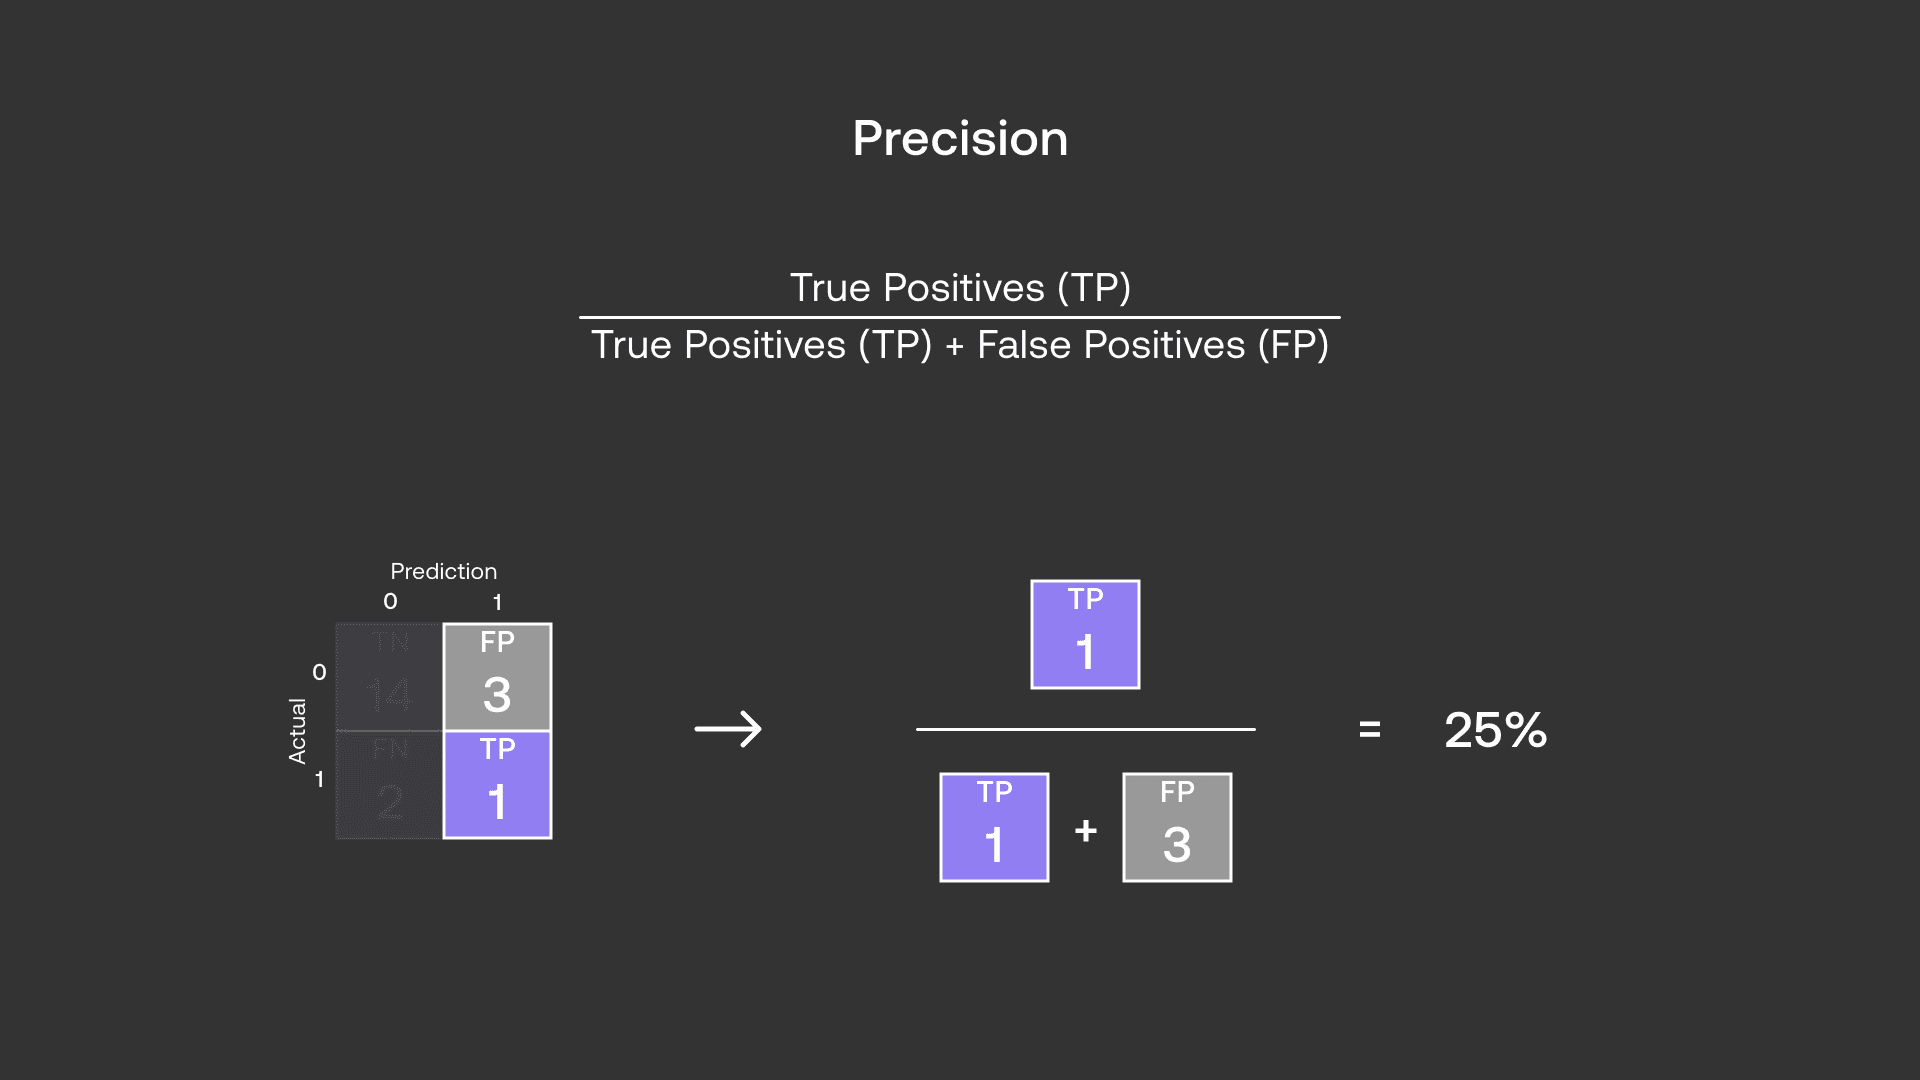 Precision
True Positives (TP)
True Positives (TP) + False Positives (FP)
Prediction
0 1
TN FP
0
14 3
Actual
FN TP
1
2 1
TP
1
= 25%
TP + FP
1 3